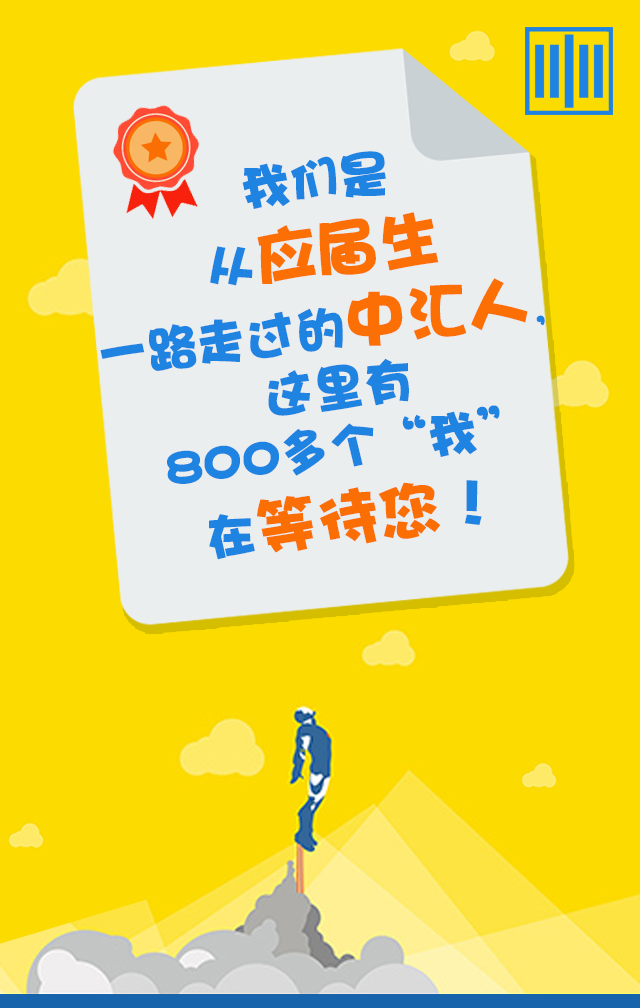 我们是
从应届生
一路走过的中汇人，
这里有
800多个“我”
在等待您！